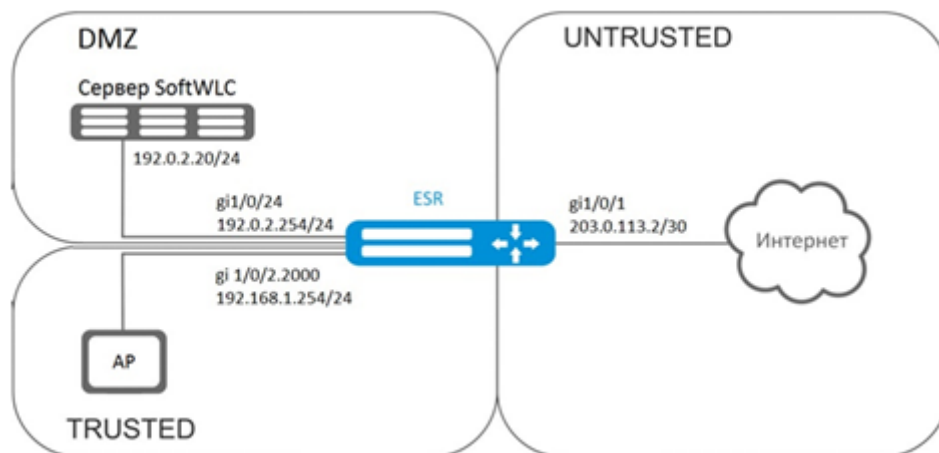 DMZ
Сервер SoftWLC
192.0.2.20/24
gi1/0/24
192.0.2.254/24
ESR
gi 1/0/2.2000
192.168.1.254/24
AP
TRUSTED
UNTRUSTED
gi1/0/1
203.0.113.2/30
Интернет